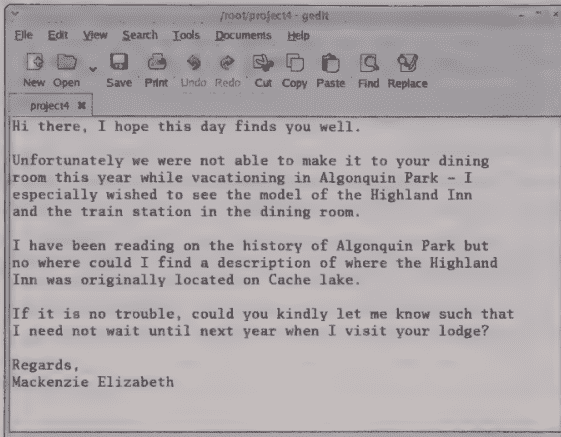 /root/project4 - gedit
File Edit View Search Tools Documents Help
New Open Save Print Undo Redo Cut Copy Paste Find Replace
project4
Hi there, I hope this day finds you well.
Unfortunately we were not able to make it to your dining
room this year while vacationing in Algonquin Park - I
especially wished to see the model of the Highland Inn
and the train station in the dining room.
I have been reading on the history of Algonquin Park but
no where could I find a description of where the Highland
Inn was originally located on Cache lake.
If it is no trouble, could you kindly let me know such that
I need not wait until next year when I visit your lodge?
Regards,
Mackenzie Elizabeth